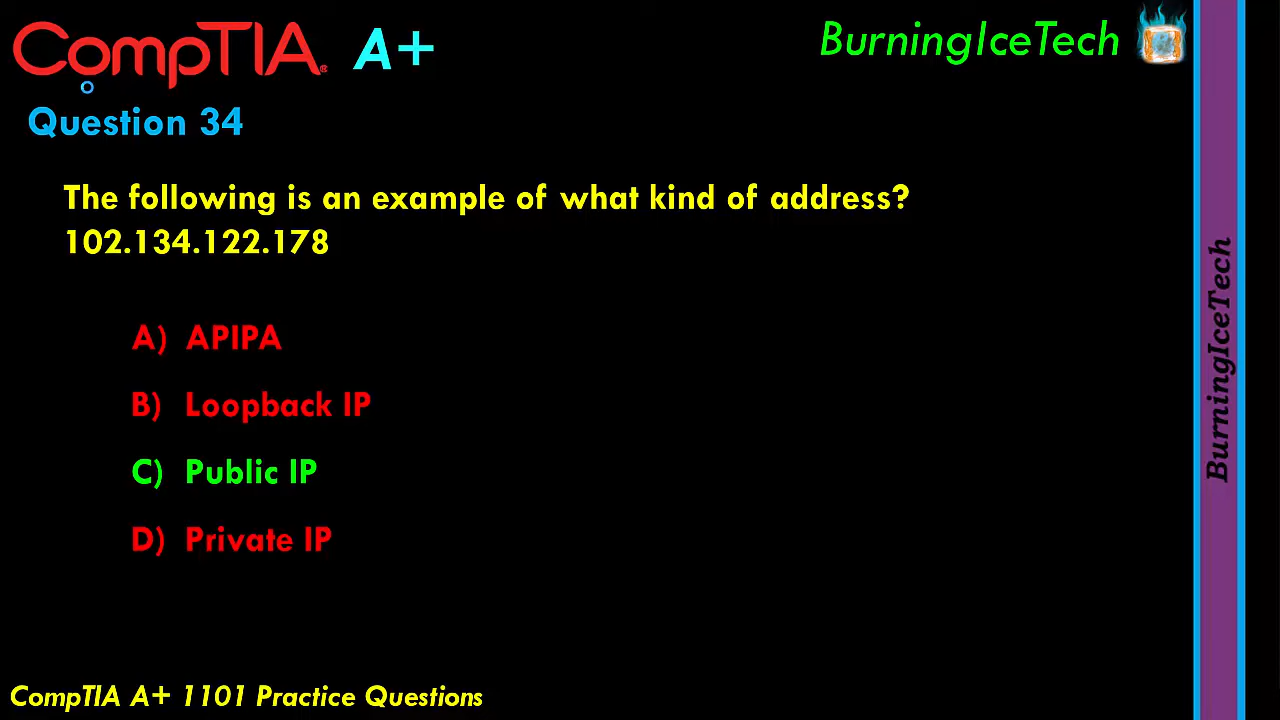 CompTIA® A+
BurningIceTech
Question 34
The following is an example of what kind of address?
102.134.122.178
A) APIPA
B) Loopback IP
C) Public IP
D) Private IP
BurningIceTech
CompTIA A+ 1101 Practice Questions